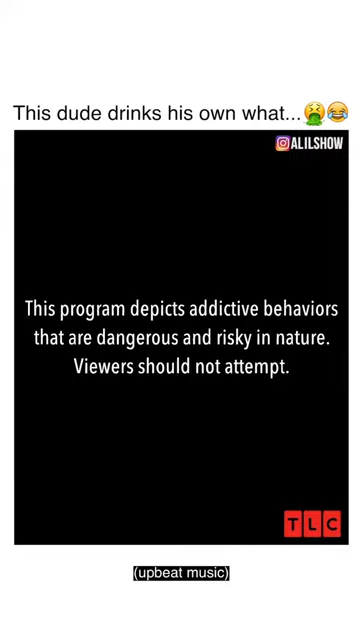 This dude drinks his own what...🤮😂
ALILSHOW
This program depicts addictive behaviors
that are dangerous and risky in nature.
Viewers should not attempt.
TLC
(upbeat music)